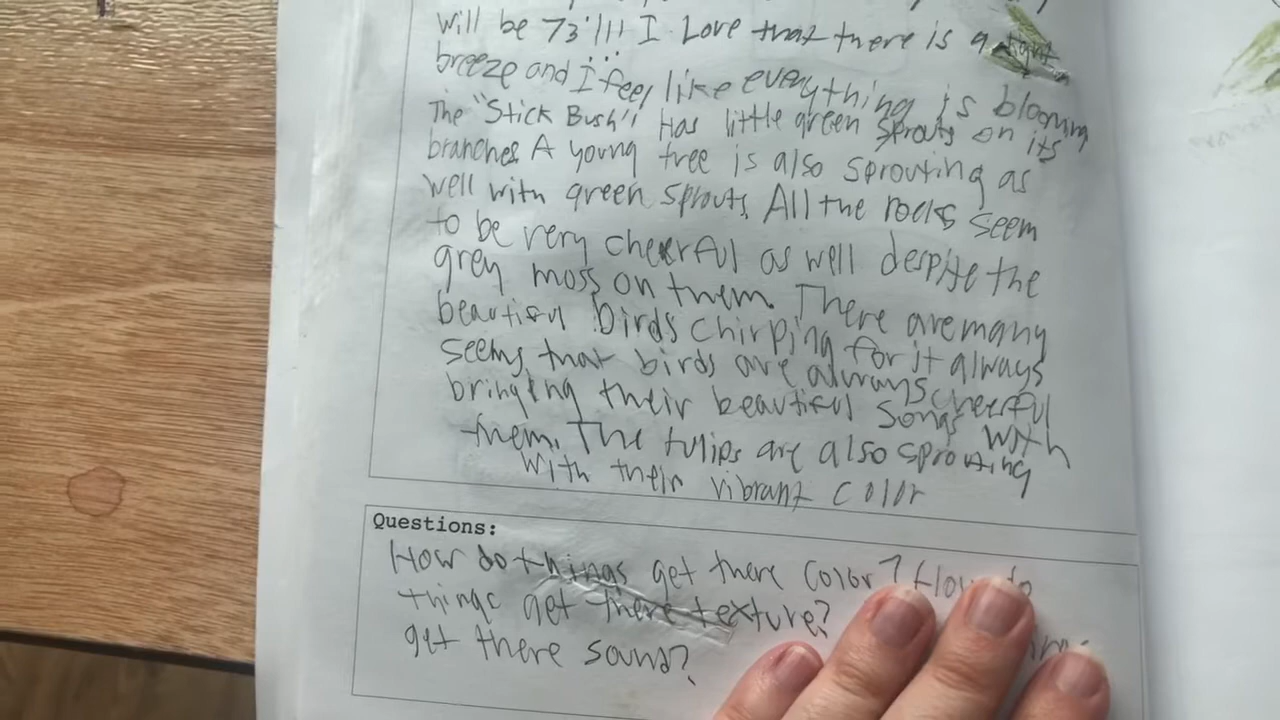 will be 73°!!! I Love that there is a light
breeze and I feel like everything is blooming
The "Stick Bush" Has little green sprouts on its
branches. A young tree is also sprouting as
well with green sprouts. All the rocks seem
to be very cheerful as well despite the
grey moss on them. There are many
beautiful birds chirping for it always
seems that birds are always cheerful
bringing their beautiful songs with
them. The tulips are also sprouting
with their vibrant color
Questions:
How do things get there color? How do
things get there texture?
get there sound?